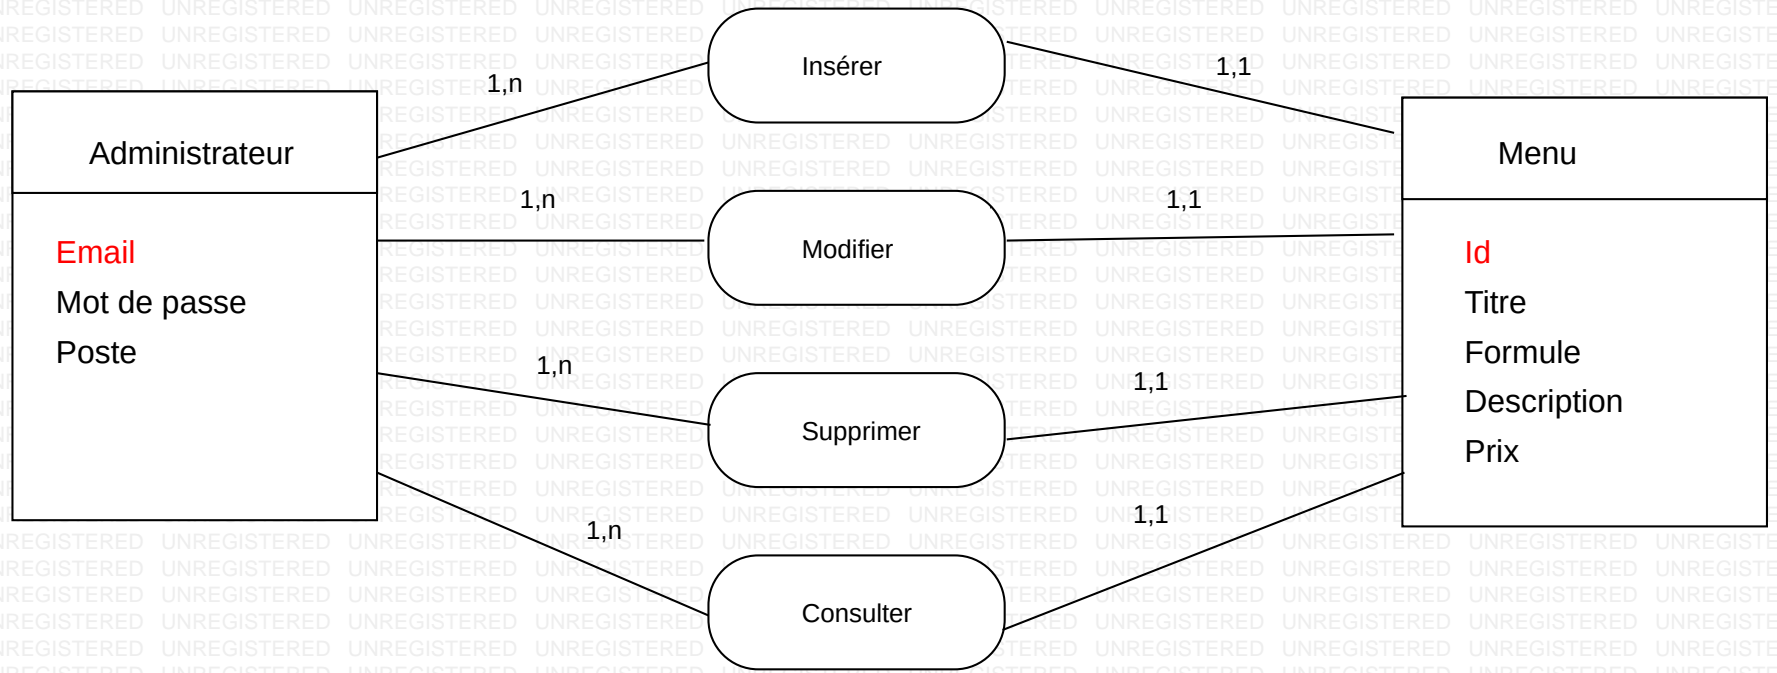 Insérer
1,n
1,1
Administrateur
Menu
Email
Mot de passe
Poste
1,n
1,1
Modifier
Id
Titre
Formule
Description
Prix
1,n
1,1
Supprimer
1,n
1,1
Consulter
UNREGISTERED